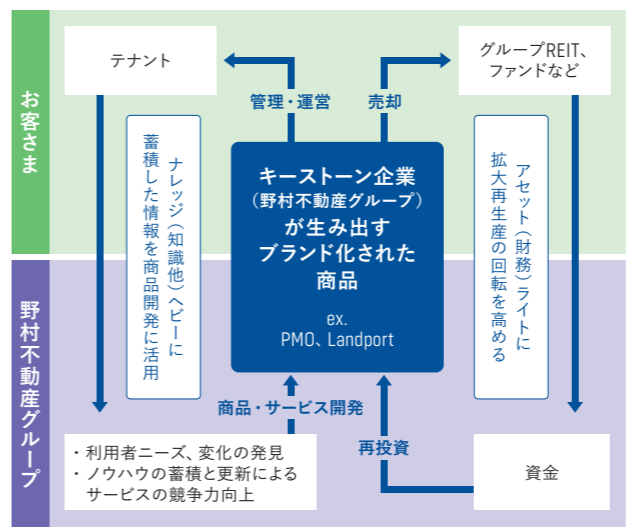 お客さま
テナント
グループREIT、
ファンドなど
管理・運営
売却
ナレッジ（知識他）ヘビーに
蓄積した情報を商品開発に活用
キーストーン企業
（野村不動産グループ）
が生み出す
ブランド化された
商品
ex.
PMO、Landport
アセット（財務）ライトに
拡大再生産の回転を高める
野村不動産グループ
商品・サービス開発
再投資
・利用者ニーズ、変化の発見
・ノウハウの蓄積と更新による
サービスの競争力向上
資金